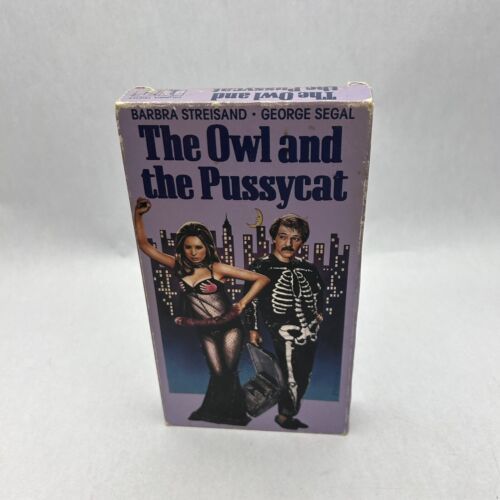 The Owl and
the Pussycat
BARBRA STREISAND • GEORGE SEGAL
The Owl and
the Pussycat